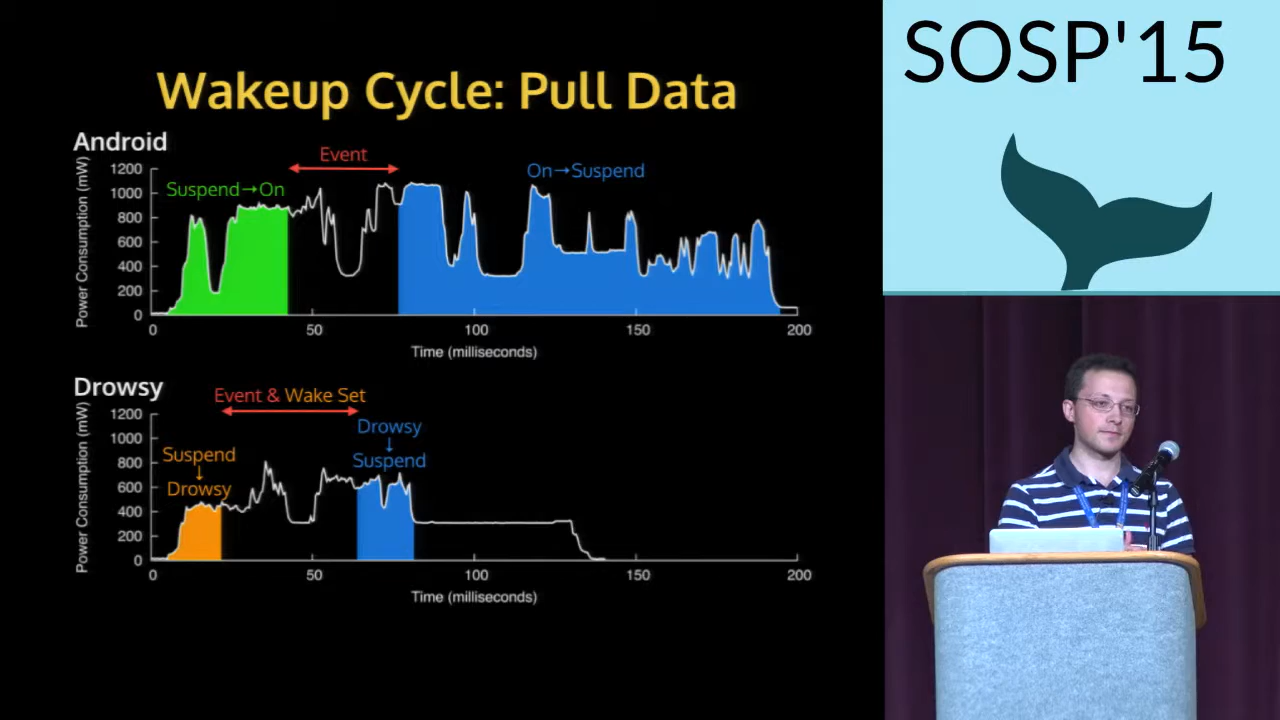 SOSP'15
Wakeup Cycle: Pull Data
Android
Event
Suspend→On
On→Suspend
Power Consumption (mW)
1200
1000
800
600
400
200
0
0 50 100 150 200
Time (milliseconds)
Drowsy
Event & Wake Set
Suspend
↓
Drowsy
Drowsy
↓
Suspend
Power Consumption (mW)
1200
1000
800
600
400
200
0
0 50 100 150 200
Time (milliseconds)